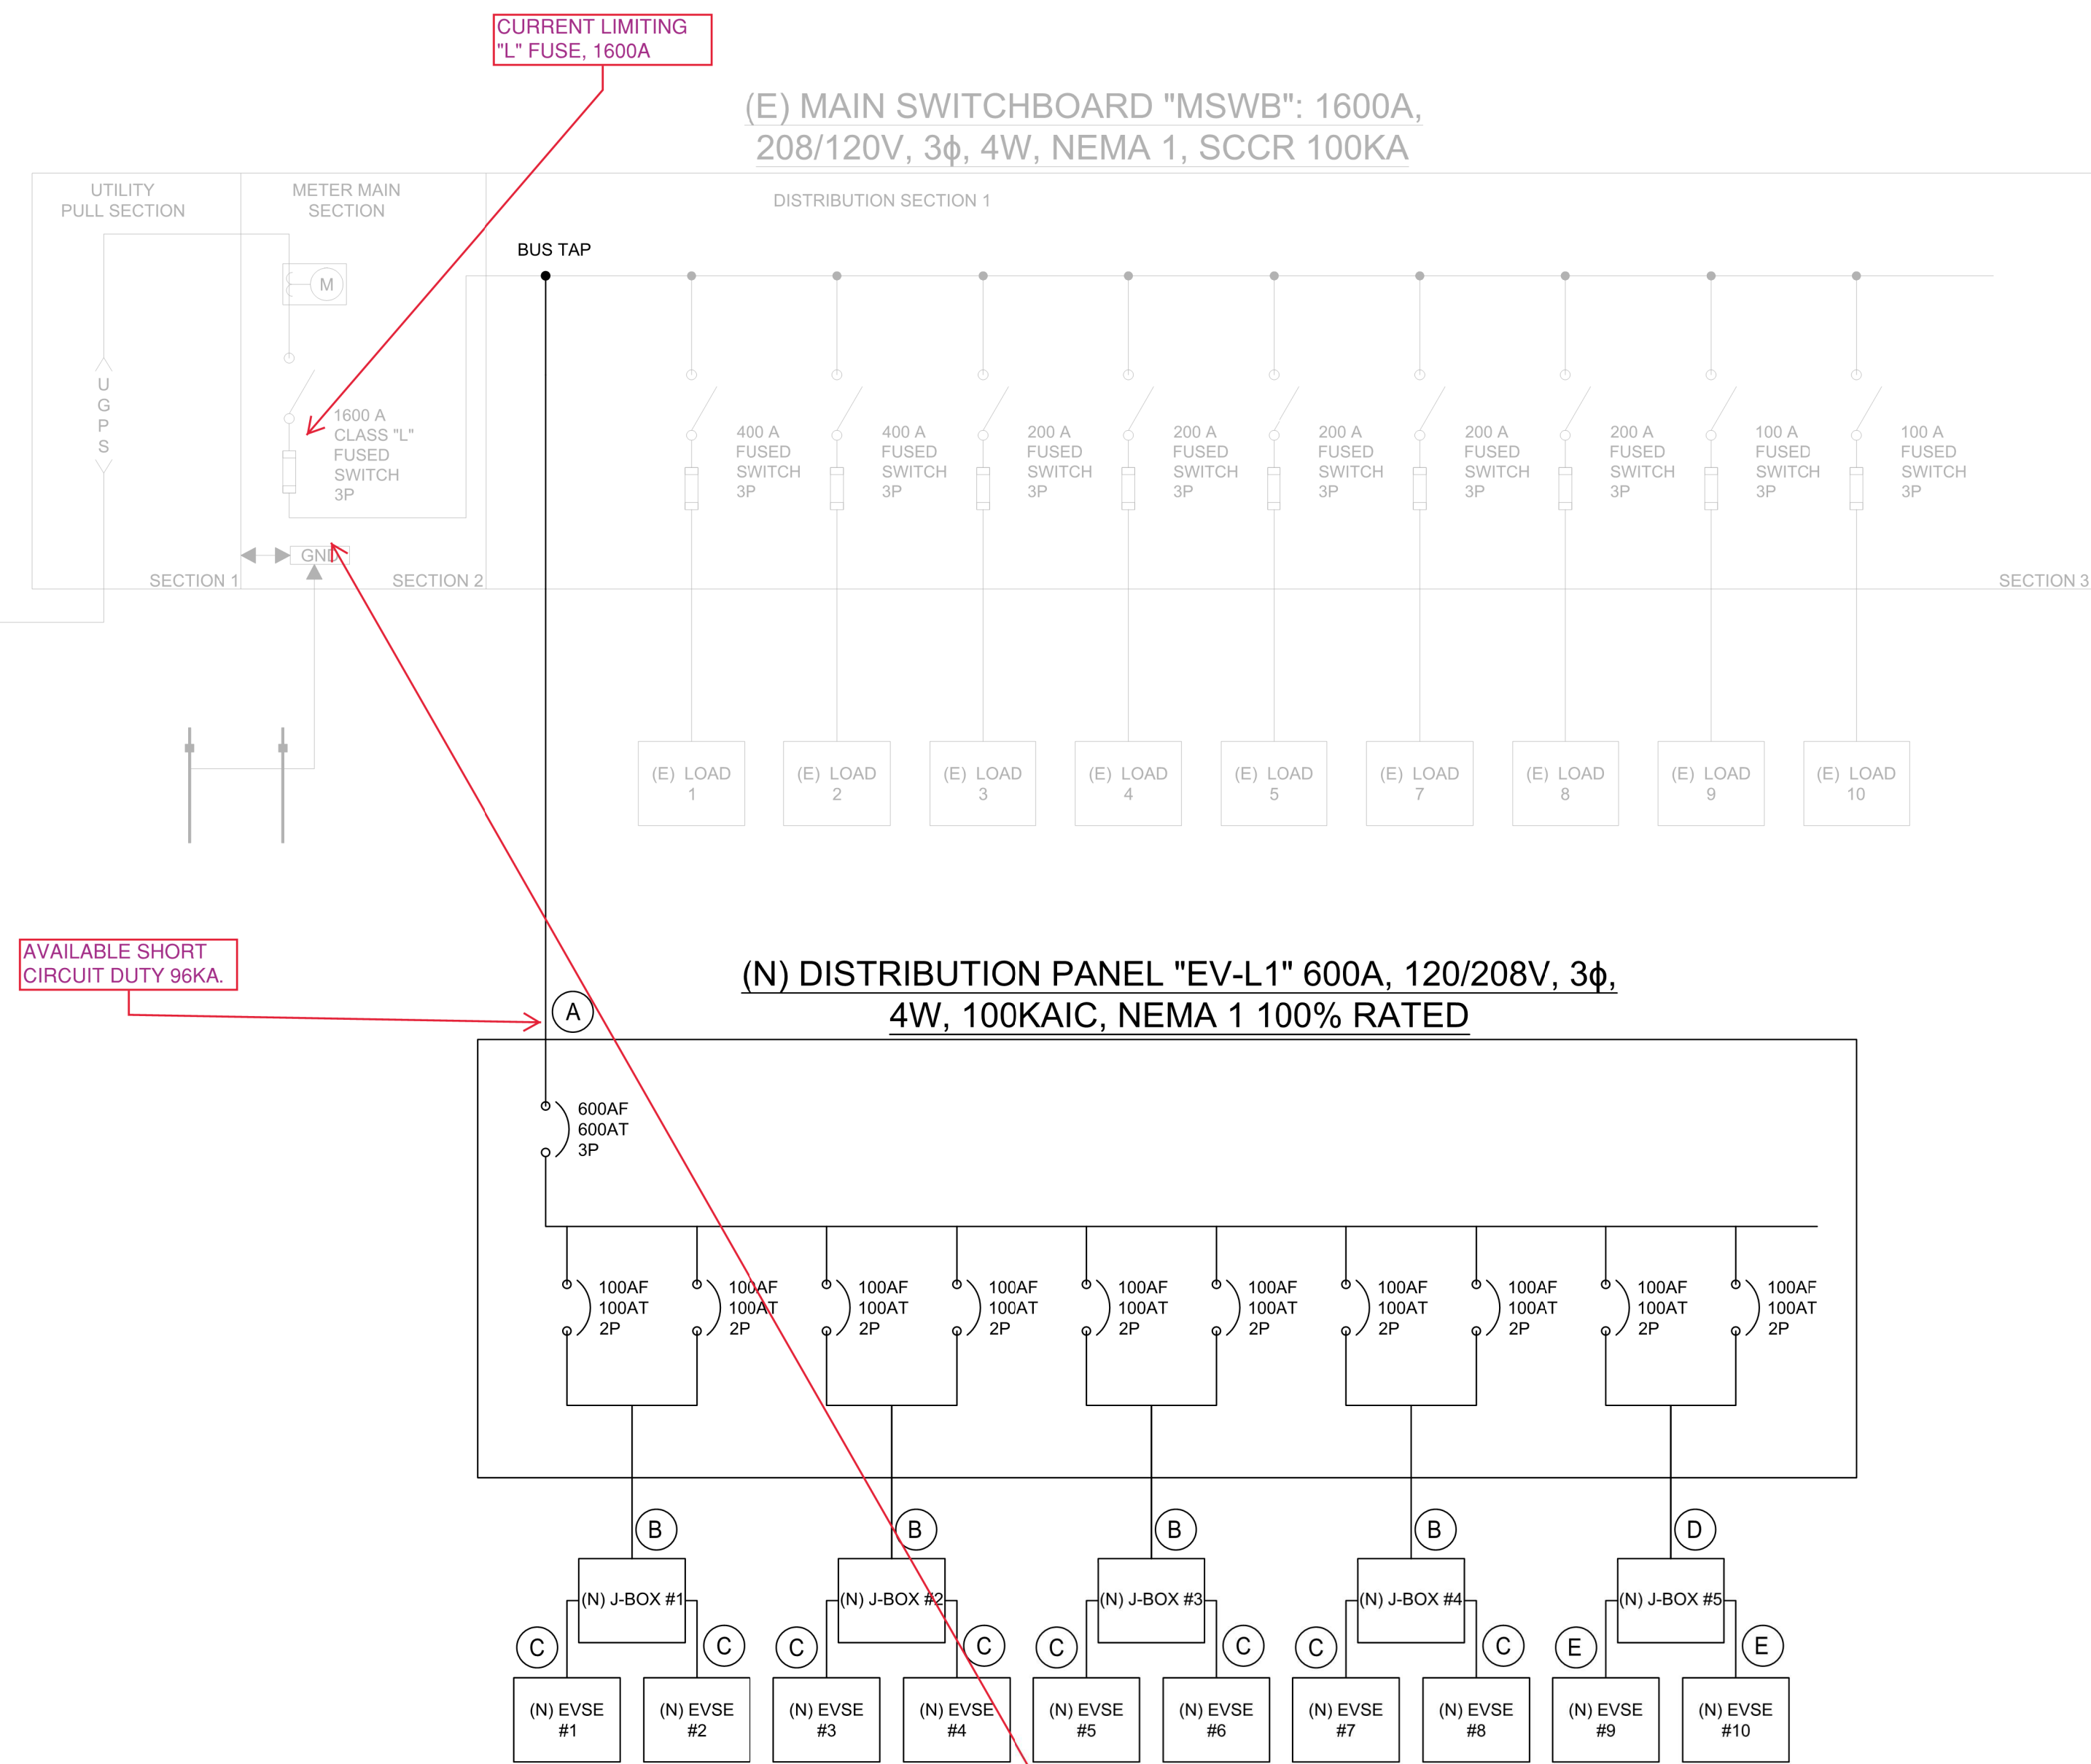 CURRENT LIMITING
"L" FUSE, 1600A
(E) MAIN SWITCHBOARD "MSWB": 1600A,
208/120V, 3ϕ, 4W, NEMA 1, SCCR 100KA
UTILITY
PULL SECTION
METER MAIN
SECTION
DISTRIBUTION SECTION 1
BUS TAP
M
U
G
P
S
1600 A
CLASS "L"
FUSED
SWITCH
3P
400 A
FUSED
SWITCH
3P
400 A
FUSED
SWITCH
3P
200 A
FUSED
SWITCH
3P
200 A
FUSED
SWITCH
3P
200 A
FUSED
SWITCH
3P
200 A
FUSED
SWITCH
3P
200 A
FUSED
SWITCH
3P
100 A
FUSED
SWITCH
3P
100 A
FUSED
SWITCH
3P
GND
SECTION 1
SECTION 2
SECTION 3
(E) LOAD
1
(E) LOAD
2
(E) LOAD
3
(E) LOAD
4
(E) LOAD
5
(E) LOAD
7
(E) LOAD
8
(E) LOAD
9
(E) LOAD
10
AVAILABLE SHORT
CIRCUIT DUTY 96KA.
(N) DISTRIBUTION PANEL "EV-L1" 600A, 120/208V, 3ϕ,
4W, 100KAIC, NEMA 1 100% RATED
A
600AF
600AT
3P
100AF
100AT
2P
100AF
100AT
2P
100AF
100AT
2P
100AF
100AT
2P
100AF
100AT
2P
100AF
100AT
2P
100AF
100AT
2P
100AF
100AT
2P
100AF
100AT
2P
100AF
100AT
2P
B
B
B
B
D
(N) J-BOX #1
(N) J-BOX #2
(N) J-BOX #3
(N) J-BOX #4
(N) J-BOX #5
C
C
C
C
C
C
C
C
E
E
(N) EVSE
#1
(N) EVSE
#2
(N) EVSE
#3
(N) EVSE
#4
(N) EVSE
#5
(N) EVSE
#6
(N) EVSE
#7
(N) EVSE
#8
(N) EVSE
#9
(N) EVSE
#10